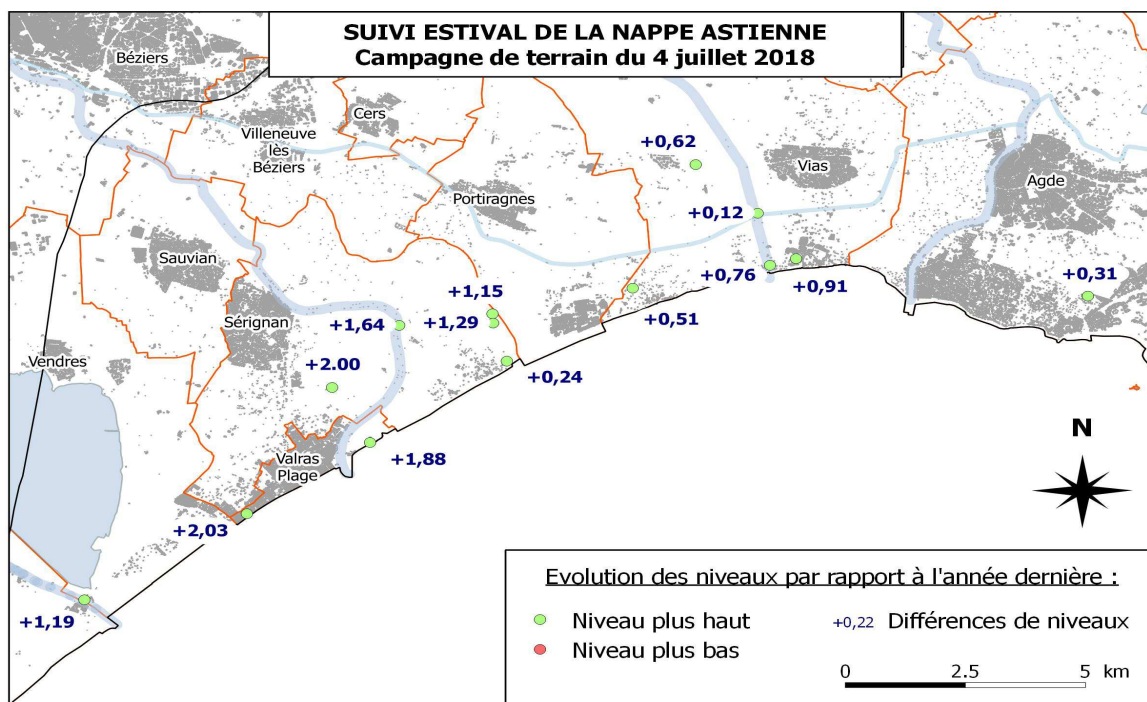 SUIVI ESTIVAL DE LA NAPPE ASTIENNE
Campagne de terrain du 4 juillet 2018
Béziers
Villeneuve
lès
Béziers
Cers
Portiragnes
+0,62
Vias
Agde
+0,12
Sauvian
+0,76
+0,91
+0,31
+1,15
+0,51
Sérignan
+1,64
+1,29
Vendres
+2.00
+0,24
Valras
Plage
+1,88
+2,03
+1,19
N
Evolution des niveaux par rapport à l'année dernière :
Niveau plus haut
+0,22 Différences de niveaux
Niveau plus bas
0 2.5 5 km